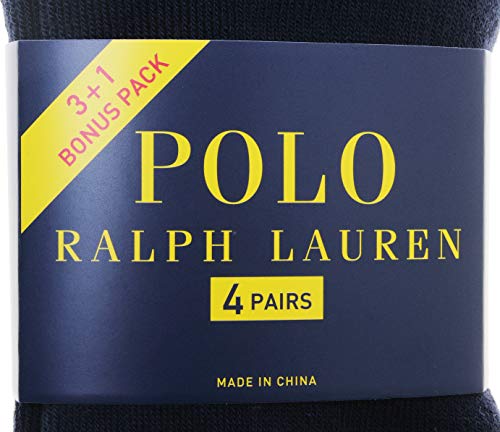 3+1
BONUS PACK
POLO
RALPH LAUREN
4 PAIRS
MADE IN CHINA